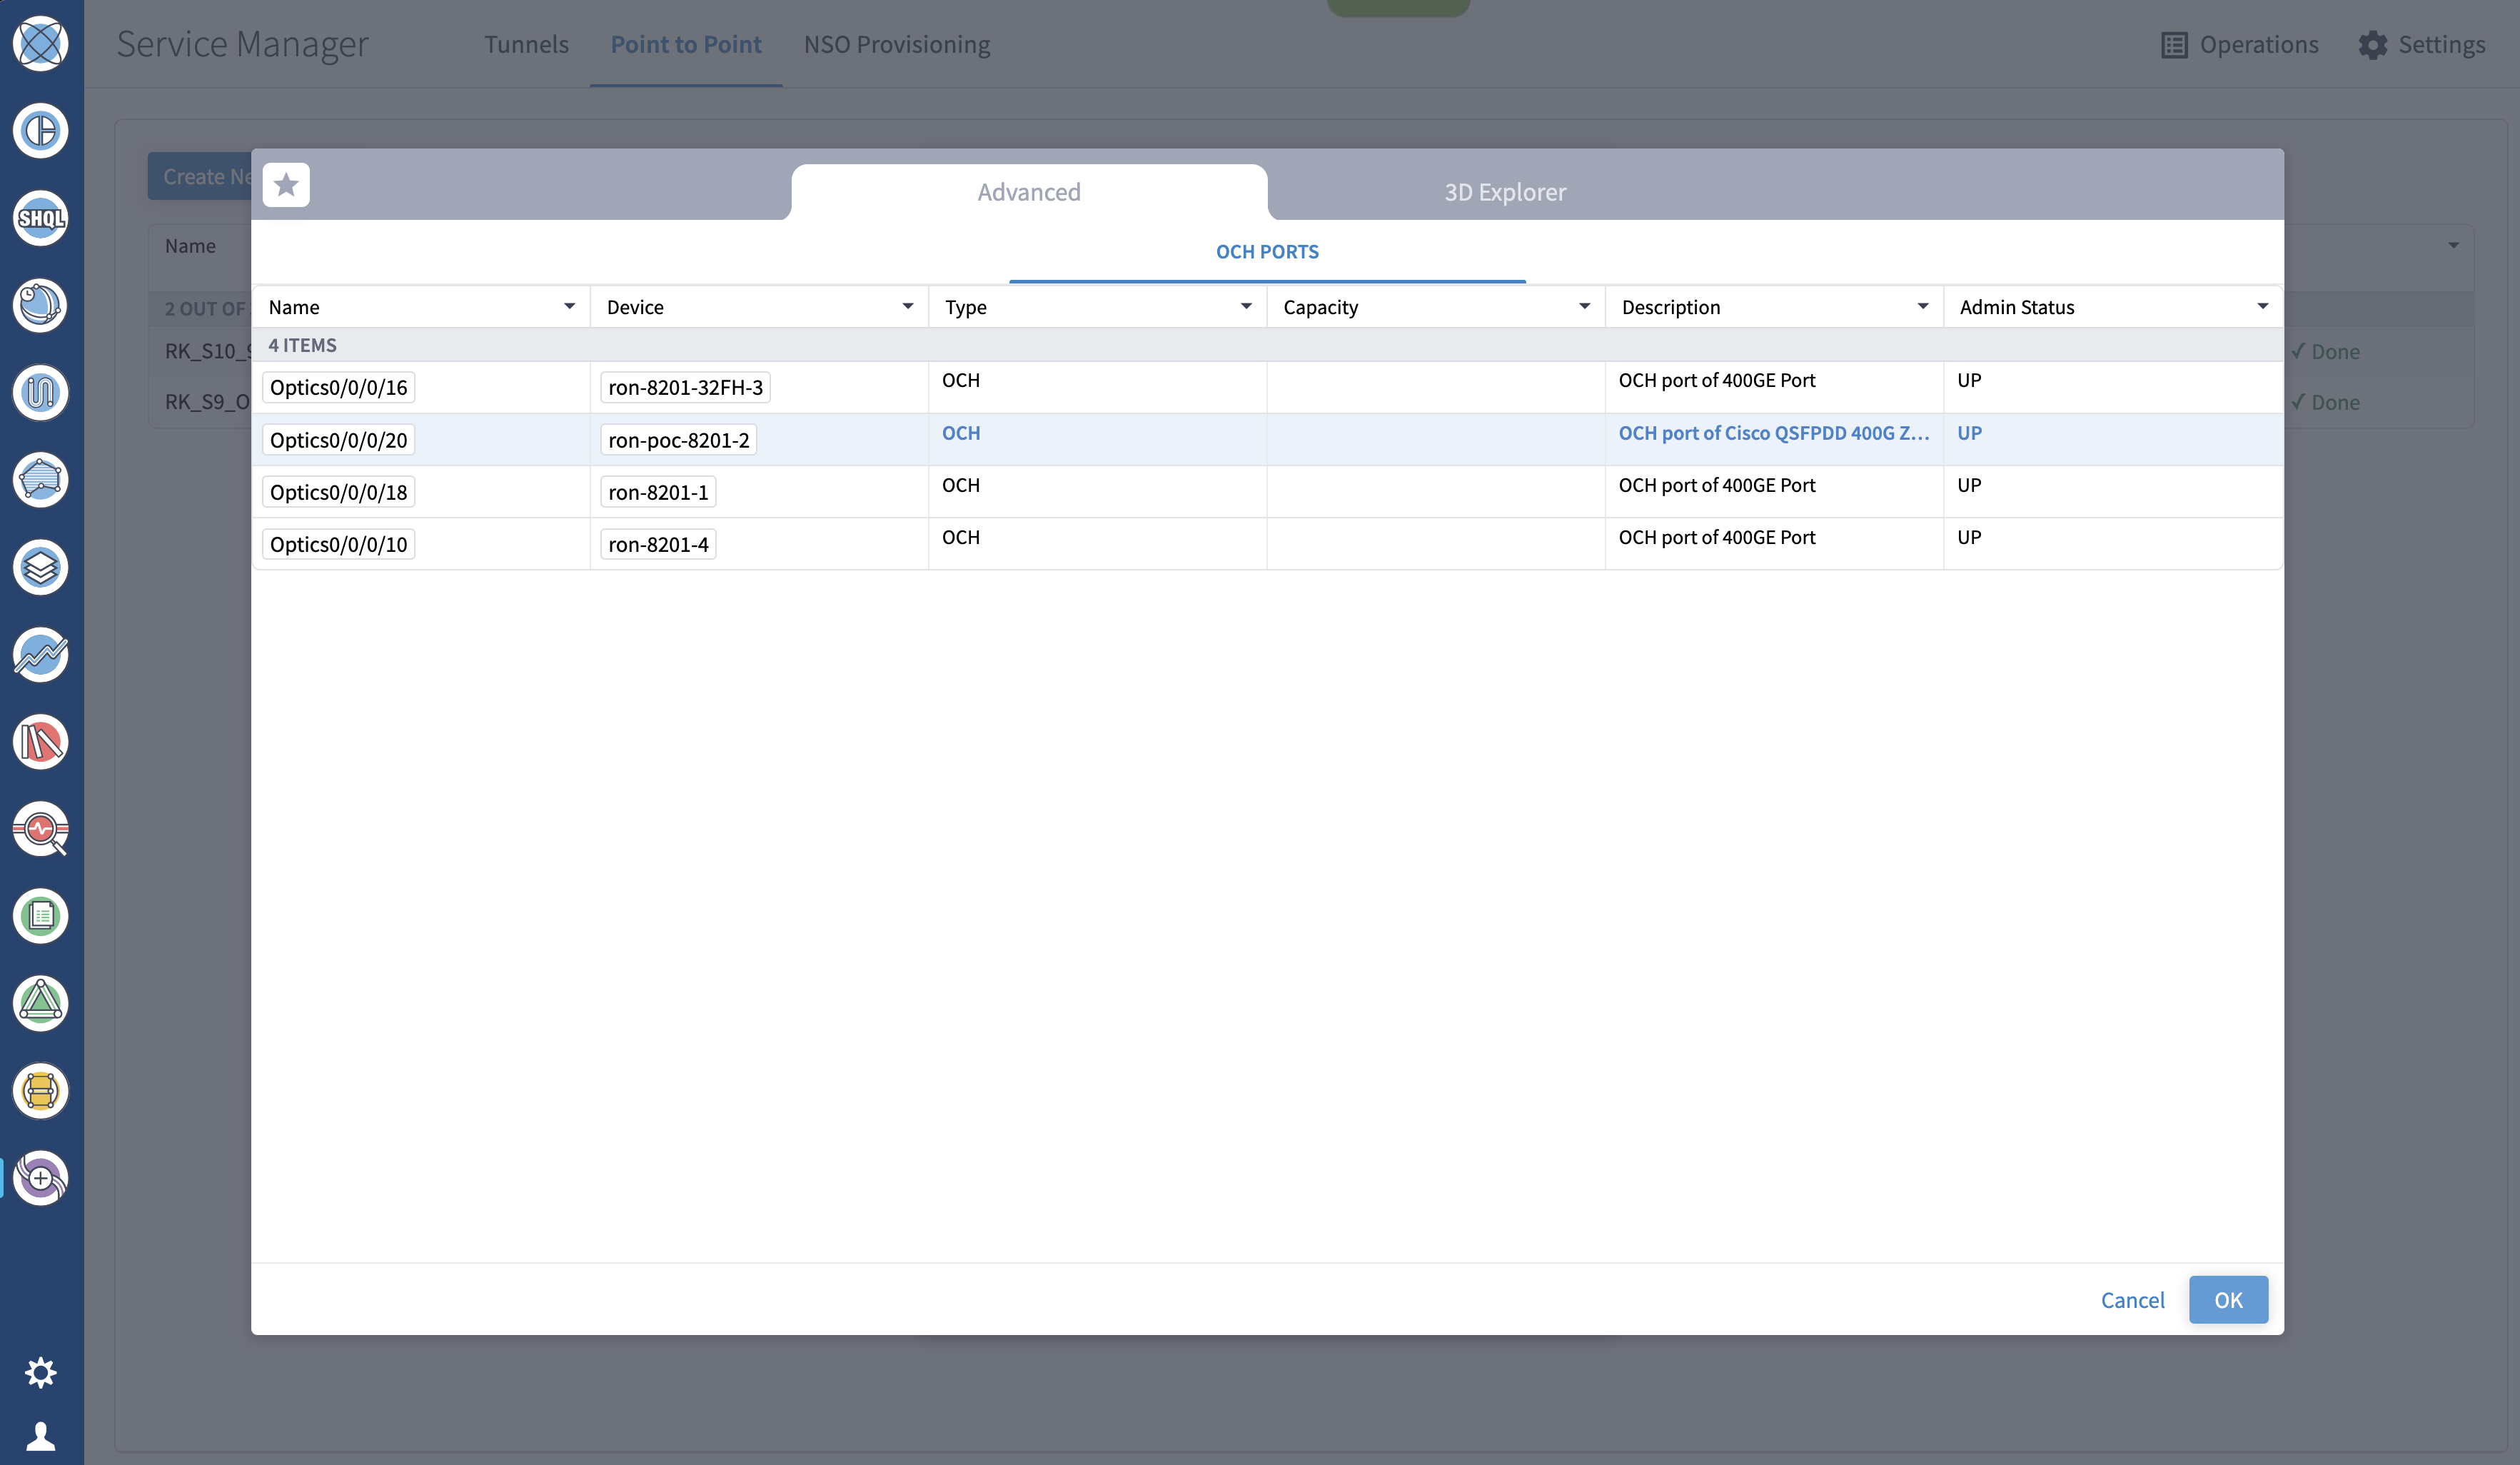 Service Manager
Tunnels
Point to Point
NSO Provisioning
Operations
Settings
SHQL
Create Ne
Advanced
3D Explorer
Name
OCH PORTS
Name
Device
Type
Capacity
Description
Admin Status
2 OUT OF
4 ITEMS
RK_S10_
Optics0/0/0/16
ron-8201-32FH-3
OCH
OCH port of 400GE Port
UP
✓ Done
RK_S9_O
Optics0/0/0/20
ron-poc-8201-2
OCH
OCH port of Cisco QSFPDD 400G Z...
UP
✓ Done
Optics0/0/0/18
ron-8201-1
OCH
OCH port of 400GE Port
UP
Optics0/0/0/10
ron-8201-4
OCH
OCH port of 400GE Port
UP
Cancel
OK